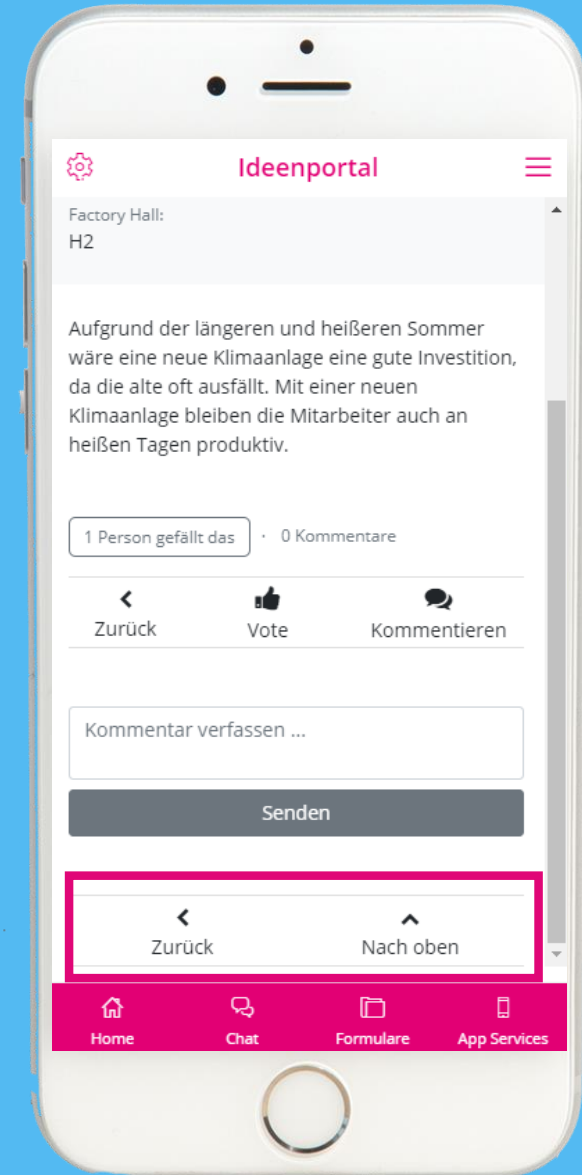 Ideenportal
Factory Hall:
H2
Aufgrund der längeren und heißeren Sommer
wäre eine neue Klimaanlage eine gute Investition,
da die alte oft ausfällt. Mit einer neuen
Klimaanlage bleiben die Mitarbeiter auch an
heißen Tagen produktiv.
1 Person gefällt das · 0 Kommentare
Zurück Vote Kommentieren
Kommentar verfassen ...
Senden
Zurück Nach oben
Home Chat Formulare App Services